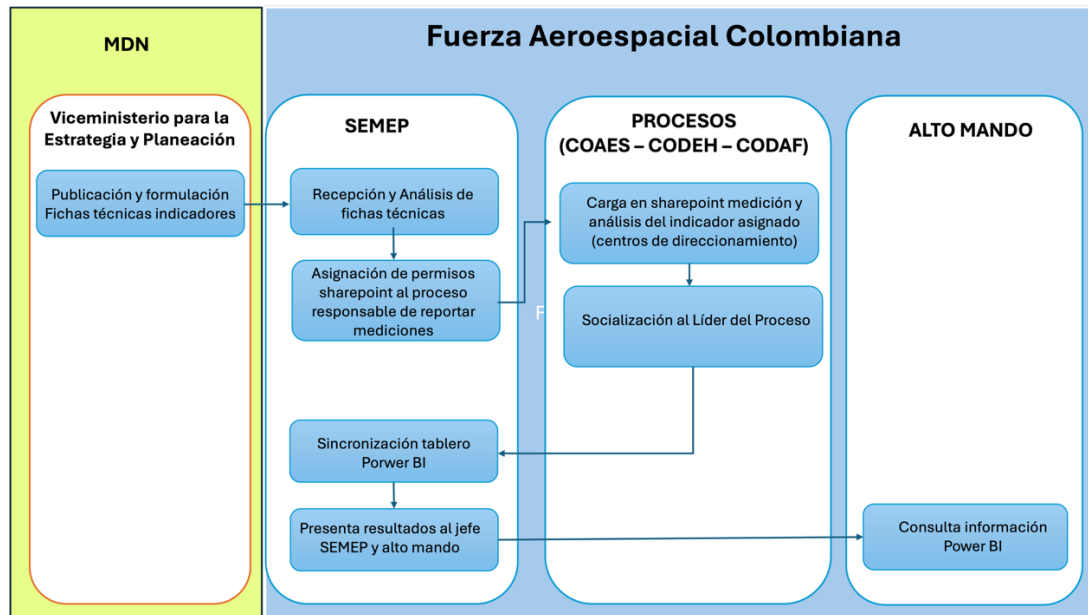 MDN
Fuerza Aeroespacial Colombiana
Viceministerio para la
Estrategia y Planeación
SEMEP
PROCESOS
(COAES – CODEH – CODAF)
ALTO MANDO
Publicación y formulación
Fichas técnicas indicadores
Recepción y Análisis de
fichas técnicas
Asignación de permisos
sharepoint al proceso
responsable de reportar
mediciones
F
Carga en sharepoint medición y
análisis del indicador asignado
(centros de direccionamiento)
Socialización al Líder del Proceso
Sincronización tablero
Porwer BI
Presenta resultados al jefe
SEMEP y alto mando
Consulta información
Power BI